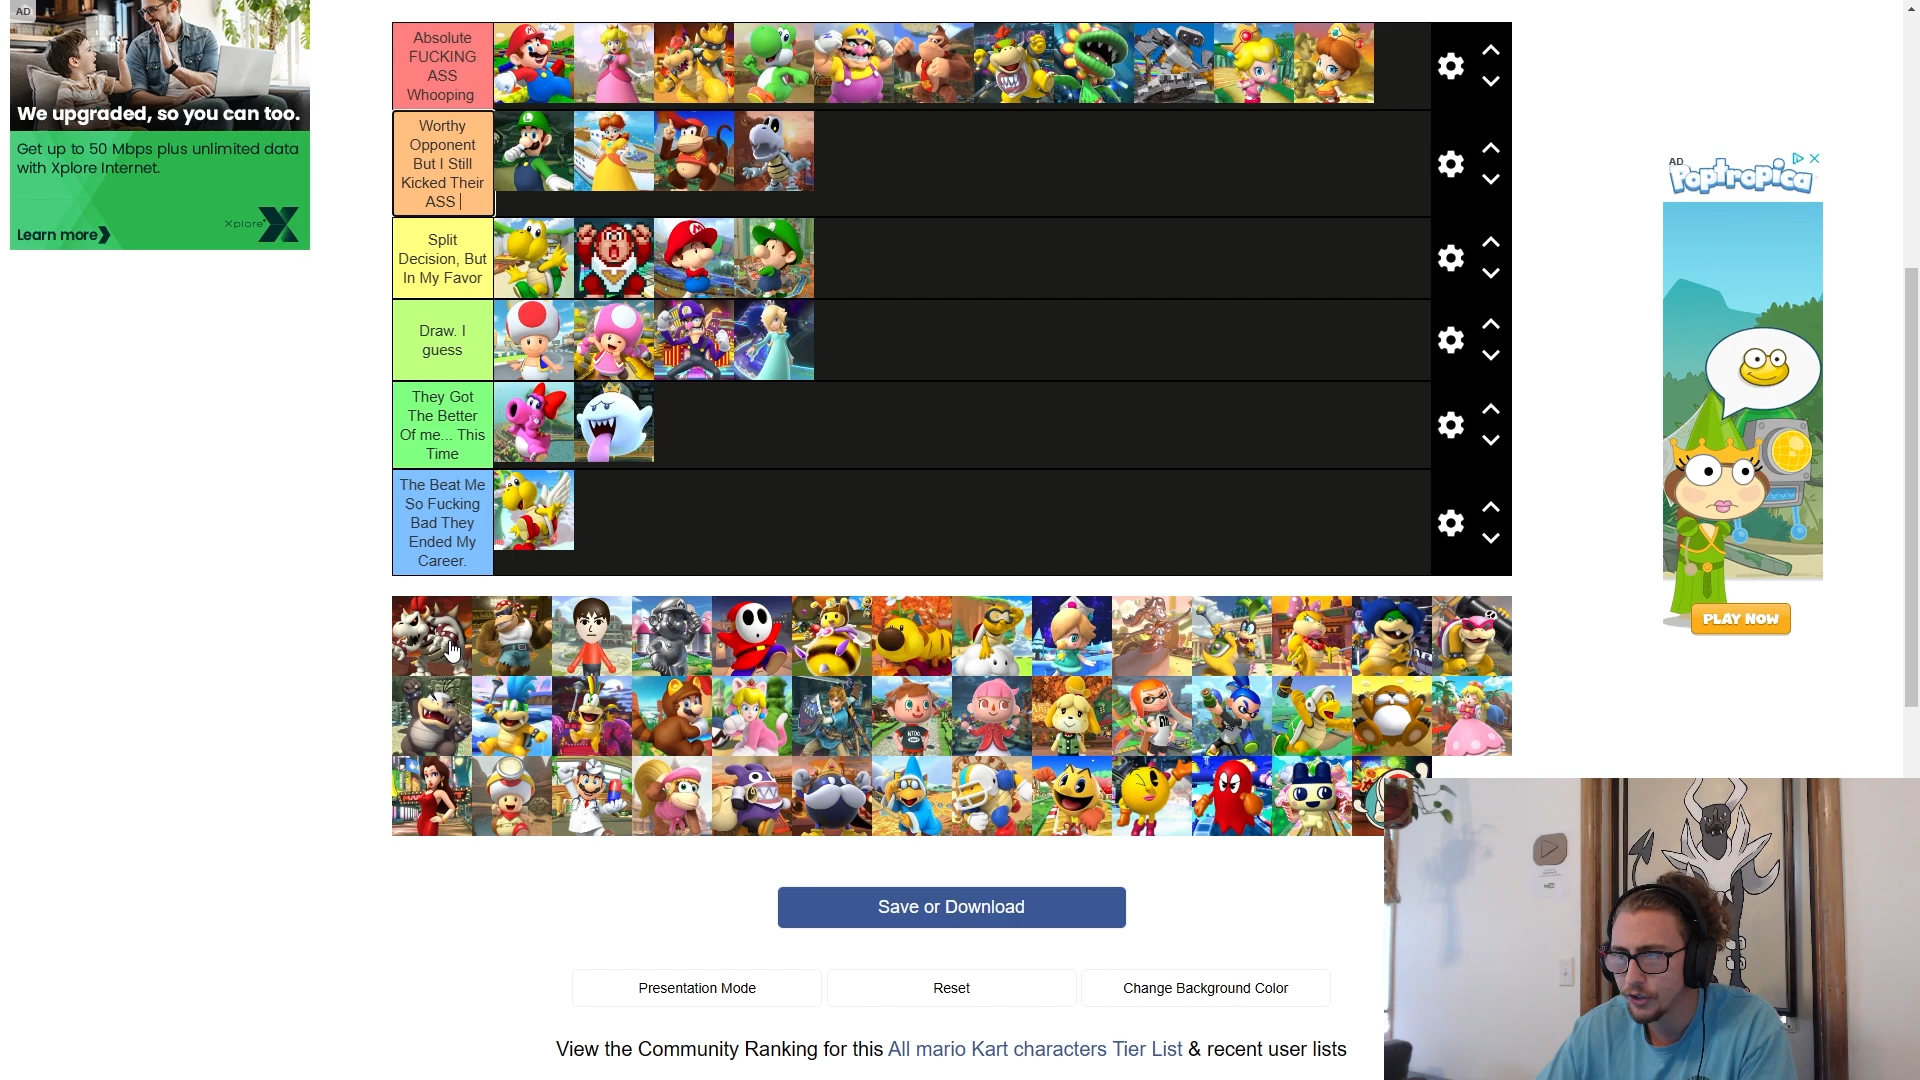 AD
We upgraded, so you can too.
Get up to 50 Mbps plus unlimited data
with Xplore Internet.
Xplore
Learn more
Absolute
FUCKING
ASS
Whooping
Worthy
Opponent
But I Still
Kicked Their
ASS
Split
Decision, But
In My Favor
Draw. I
guess
They Got
The Better
Of me... This
Time
The Beat Me
So Fucking
Bad They
Ended My
Career.
AD
Poptropica
PLAY NOW
Save or Download
Presentation Mode
Reset
Change Background Color
View the Community Ranking for this All mario Kart characters Tier List & recent user lists